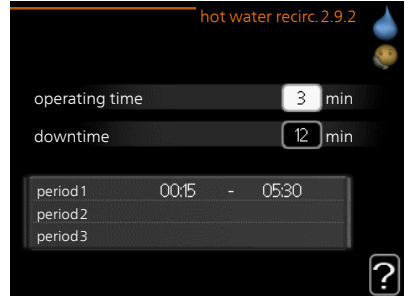 hot water recirc. 2.9.2
operating time 3 min
downtime 12 min
period 1 00:15 - 05:30
period 2
period 3
?